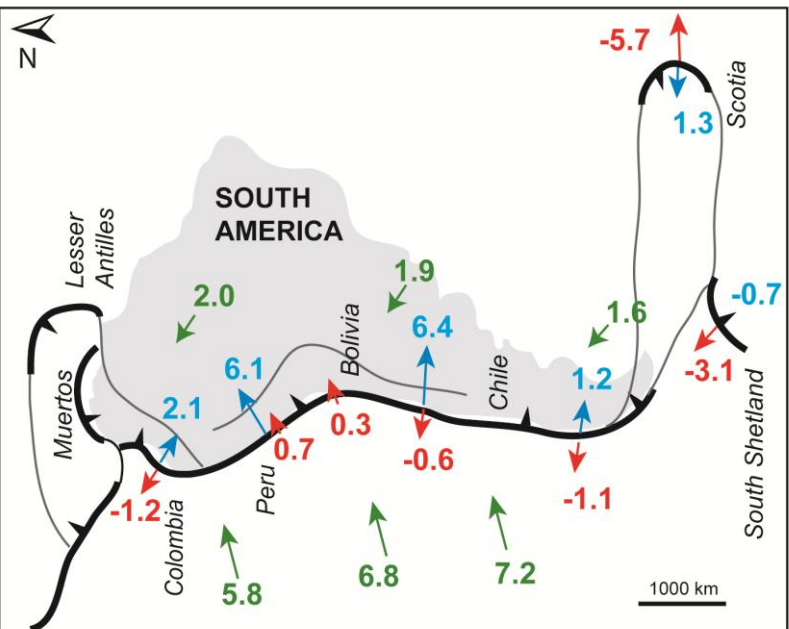 N
-5.7
Scotia
1.3
SOUTH
AMERICA
Lesser
Antilles
2.0
1.9
1.6
-0.7
Bolivia
6.4
6.1
Chile
1.2
-3.1
Muertos
2.1
0.3
0.7
-0.6
Peru
-1.1
South Shetland
-1.2
Colombia
5.8
6.8
7.2
1000 km